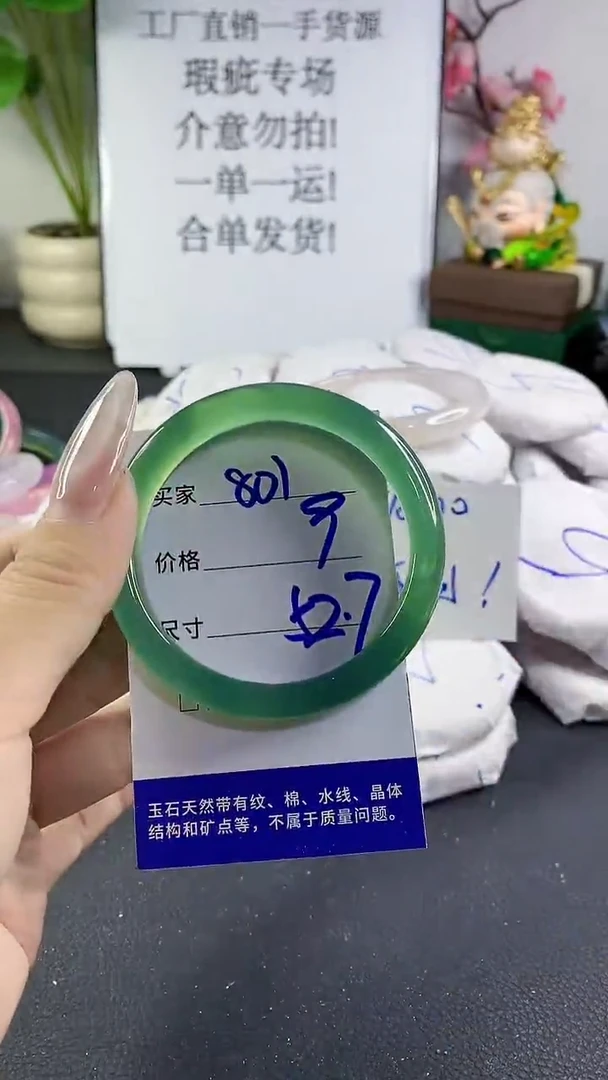 工厂直销一手货源
瑕疵专场
介意勿拍!
一单一运!
合单发货!
买家 801
价格 9
尺寸 52.7
玉石天然带有纹、棉、水线、晶体
结构和矿点等，不属于质量问题。